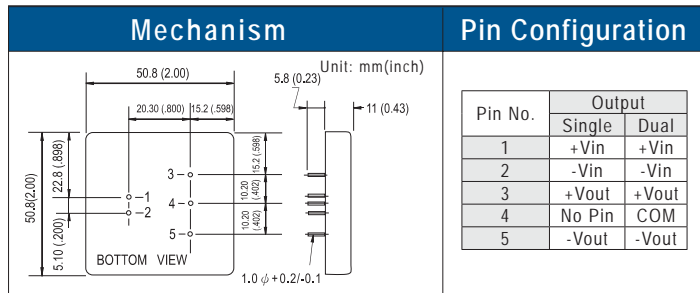 Mechanism
Pin Configuration
Unit: mm(inch)
50.8 (2.00)
5.8 (0.23)
20.30 (.800)
15.2 (.598)
11 (0.43)
50.8(2.00)
22.8 (.898)
5.10 (.200)
15.2 (.598)
10.20 (.402)
10.20 (.402)
1
2
3
4
5
BOTTOM VIEW
1.0 ϕ +0.2/-0.1
Pin No. Output
Single Dual
1 +Vin +Vin
2 -Vin -Vin
3 +Vout +Vout
4 No Pin COM
5 -Vout -Vout